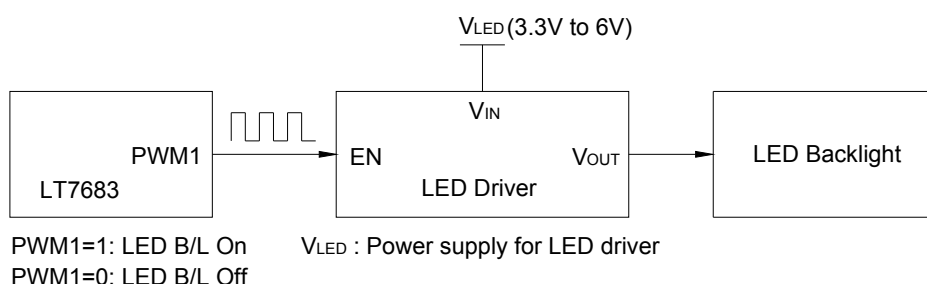 VLED (3.3V to 6V)
VIN
PWM1
EN
VOUT
LED Backlight
LT7683
LED Driver
PWM1=1: LED B/L On
VLED : Power supply for LED driver
PWM1=0: LED B/L Off